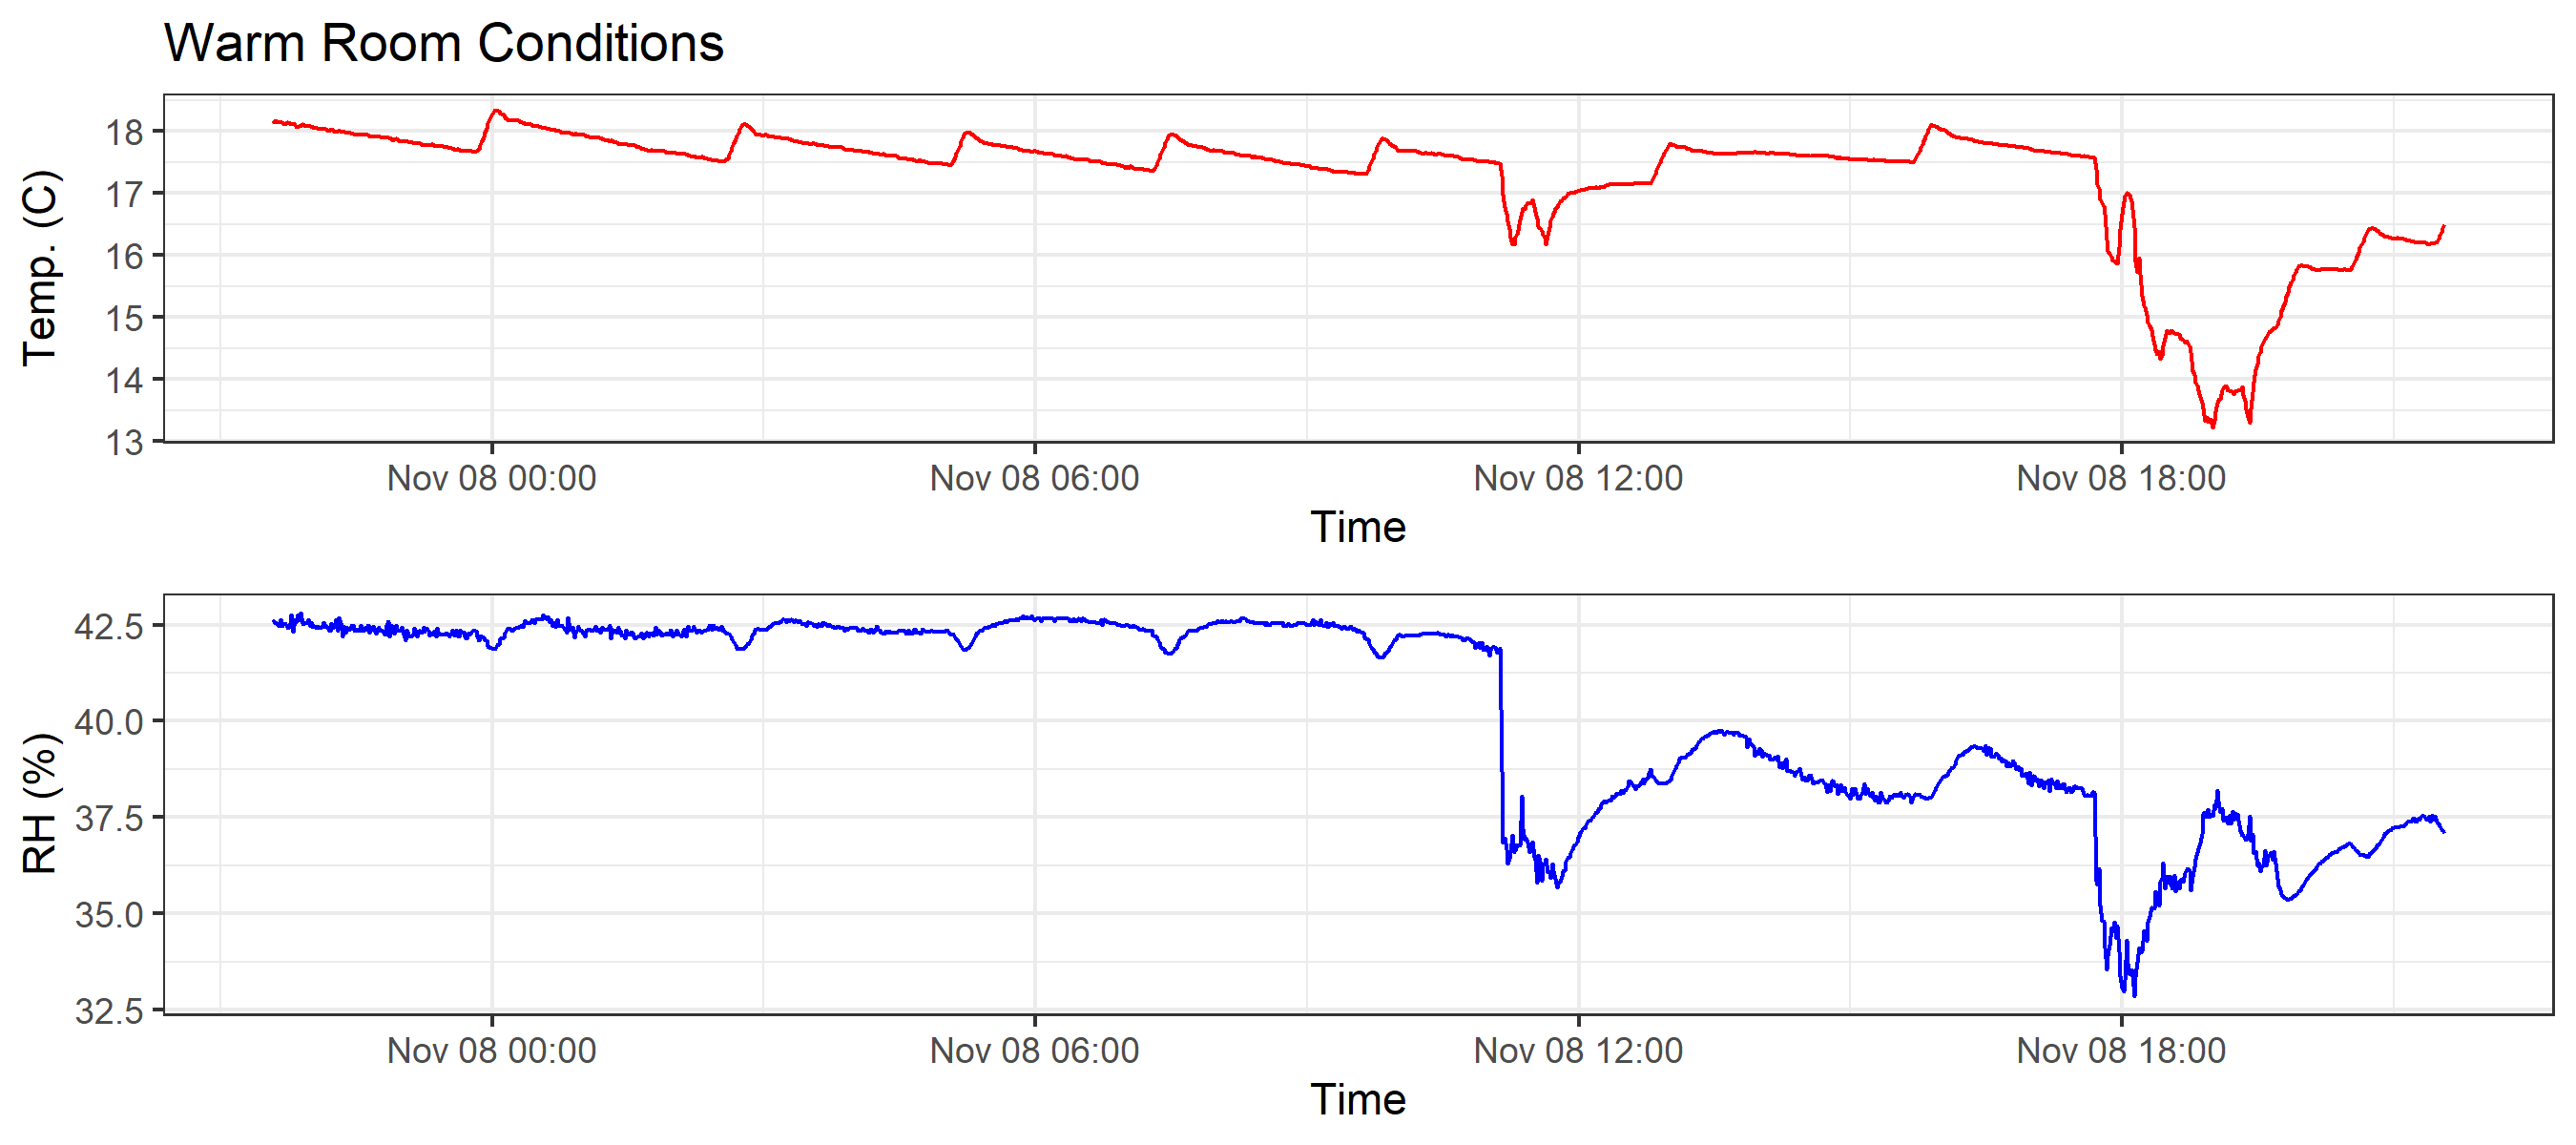 Warm Room Conditions
Temp. (C)
18
17
16
15
14
13
Nov 08 00:00 Nov 08 06:00 Nov 08 12:00 Nov 08 18:00
Time
RH (%)
42.5
40.0
37.5
35.0
32.5
Nov 08 00:00 Nov 08 06:00 Nov 08 12:00 Nov 08 18:00
Time